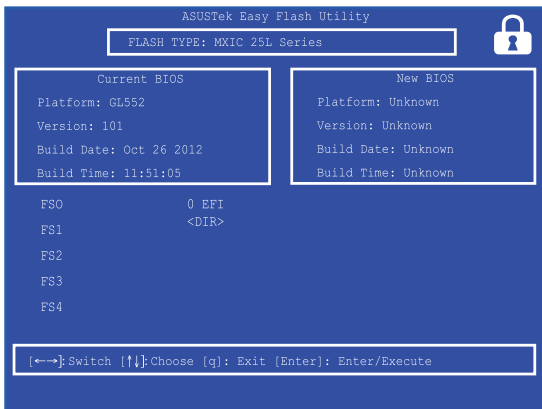 ASUSTek Easy Flash Utility
FLASH TYPE: MXIC 25L Series
Current BIOS
Platform: GL552
Version: 101
Build Date: Oct 26 2012
Build Time: 11:51:05
New BIOS
Platform: Unknown
Version: Unknown
Build Date: Unknown
Build Time: Unknown
FSO 0 EFI
FS1 <DIR>
FS2
FS3
FS4
[←→]: Switch [↑↓]: Choose [q]: Exit [Enter]: Enter/Execute